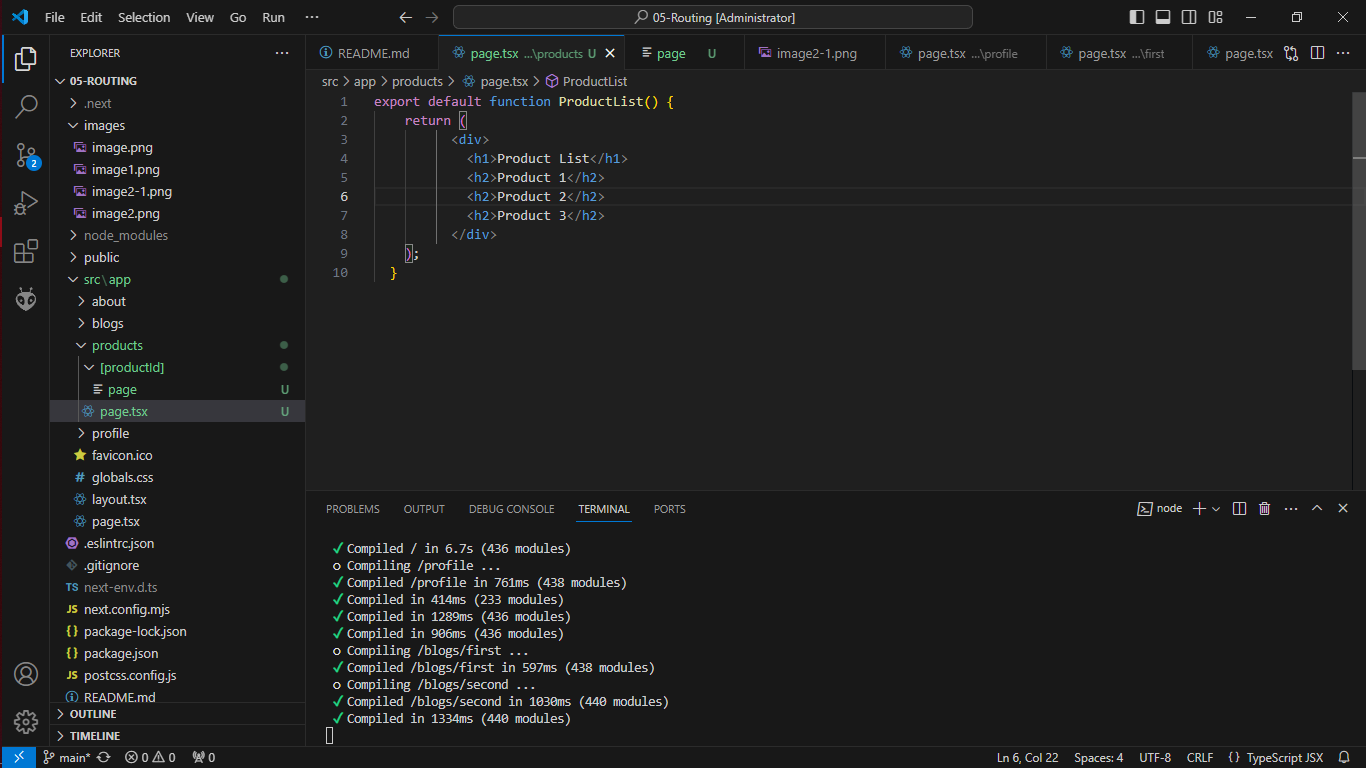 File Edit Selection View Go Run ··· 05-Routing [Administrator]
EXPLORER ···
05-ROUTING
.next
images
image.png
image1.png
image2-1.png
image2.png
node_modules
public
src\app
about
blogs
products
[productId]
page U
page.tsx U
profile
favicon.ico
# globals.css
layout.tsx
page.tsx
.eslintrc.json
.gitignore
TS next-env.d.ts
JS next.config.mjs
{} package-lock.json
{} package.json
JS postcss.config.js
README.md
OUTLINE
TIMELINE
2
README.md page.tsx ...\products U page U image2-1.png page.tsx ...\profile page.tsx ...\first page.tsx ···
src > app > products > page.tsx > ProductList
1 export default function ProductList() {
2 return (
3 <div>
4 <h1>Product List</h1>
5 <h2>Product 1</h2>
6 <h2>Product 2</h2>
7 <h2>Product 3</h2>
8 </div>
9 );
10 }
PROBLEMS OUTPUT DEBUG CONSOLE TERMINAL PORTS node ···
✓ Compiled / in 6.7s (436 modules)
○ Compiling /profile ...
✓ Compiled /profile in 761ms (438 modules)
✓ Compiled in 414ms (233 modules)
✓ Compiled in 1289ms (436 modules)
✓ Compiled in 906ms (436 modules)
○ Compiling /blogs/first ...
✓ Compiled /blogs/first in 597ms (438 modules)
○ Compiling /blogs/second ...
✓ Compiled /blogs/second in 1030ms (440 modules)
✓ Compiled in 1334ms (440 modules)
main* 0 0 0 Ln 6, Col 22 Spaces: 4 UTF-8 CRLF {} TypeScript JSX